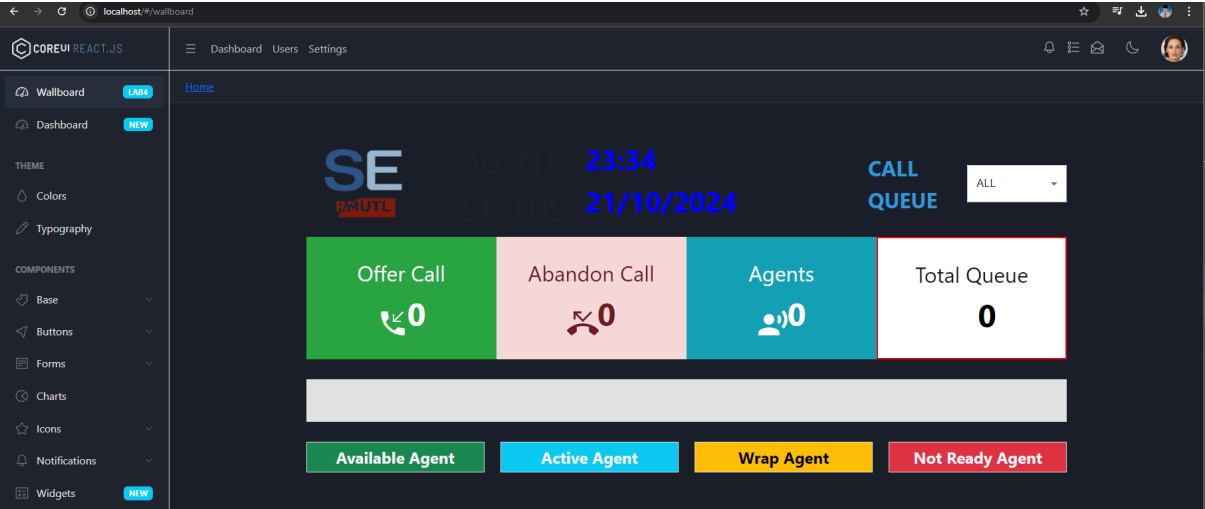 localhost/#/wallboard
COREUI REACT.JS
Dashboard Users Settings
Wallboard LAB4
Dashboard NEW
THEME
Colors
Typography
COMPONENTS
Base
Buttons
Forms
Charts
Icons
Notifications
Widgets NEW
Home
SE
RMUTL
AGENT
STATUS
23:34
21/10/2024
CALL
QUEUE
ALL
Offer Call
0
Abandon Call
0
Agents
0
Total Queue
0
Available Agent
Active Agent
Wrap Agent
Not Ready Agent